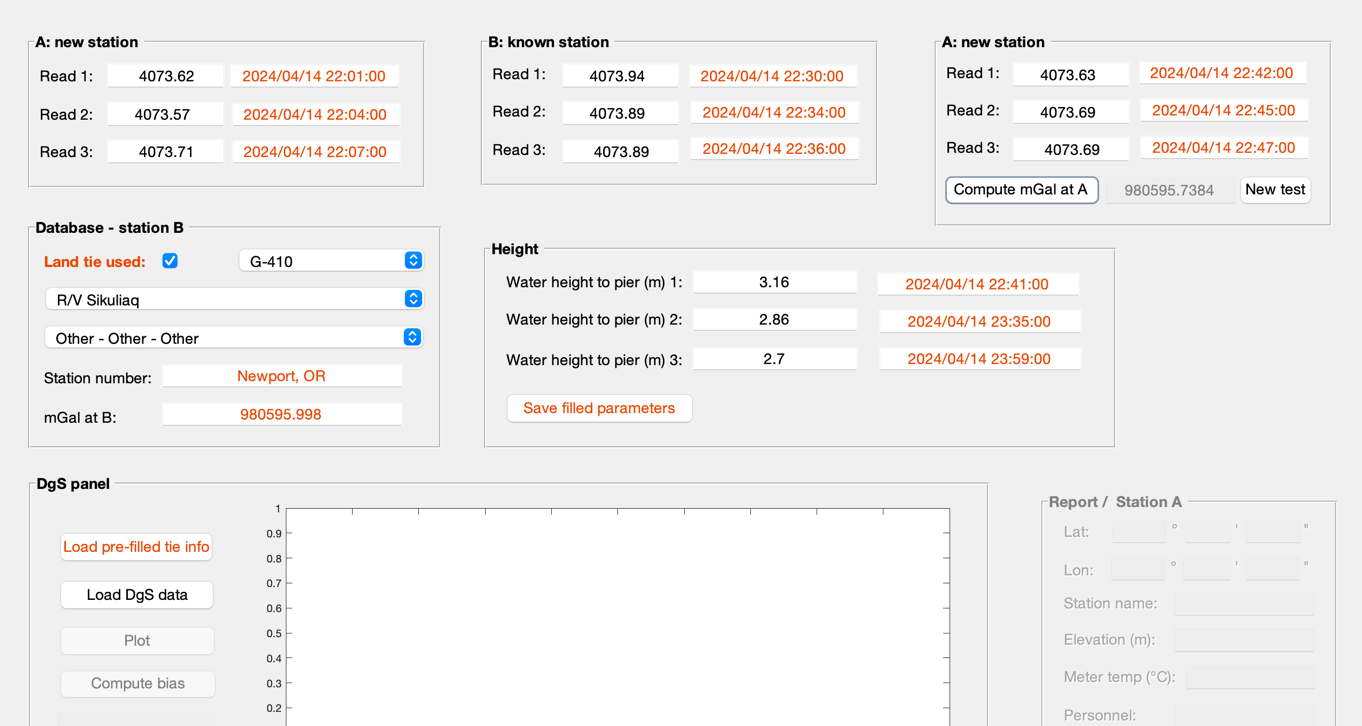 A: new station
Read 1: 4073.62 2024/04/14 22:01:00
Read 2: 4073.57 2024/04/14 22:04:00
Read 3: 4073.71 2024/04/14 22:07:00
B: known station
Read 1: 4073.94 2024/04/14 22:30:00
Read 2: 4073.89 2024/04/14 22:34:00
Read 3: 4073.89 2024/04/14 22:36:00
A: new station
Read 1: 4073.63 2024/04/14 22:42:00
Read 2: 4073.69 2024/04/14 22:45:00
Read 3: 4073.69 2024/04/14 22:47:00
Compute mGal at A 980595.7384 New test
Database - station B
Land tie used: G-410
R/V Sikuliaq
Other - Other - Other
Station number: Newport, OR
mGal at B: 980595.998
Height
Water height to pier (m) 1: 3.16 2024/04/14 22:41:00
Water height to pier (m) 2: 2.86 2024/04/14 23:35:00
Water height to pier (m) 3: 2.7 2024/04/14 23:59:00
Save filled parameters
DgS panel
Load pre-filled tie info
Load DgS data
Plot
Compute bias
1
0.9
0.8
0.7
0.6
0.5
0.4
0.3
0.2
Report / Station A
Lat: ° ' "
Lon: ° ' "
Station name:
Elevation (m):
Meter temp (°C):
Personnel: